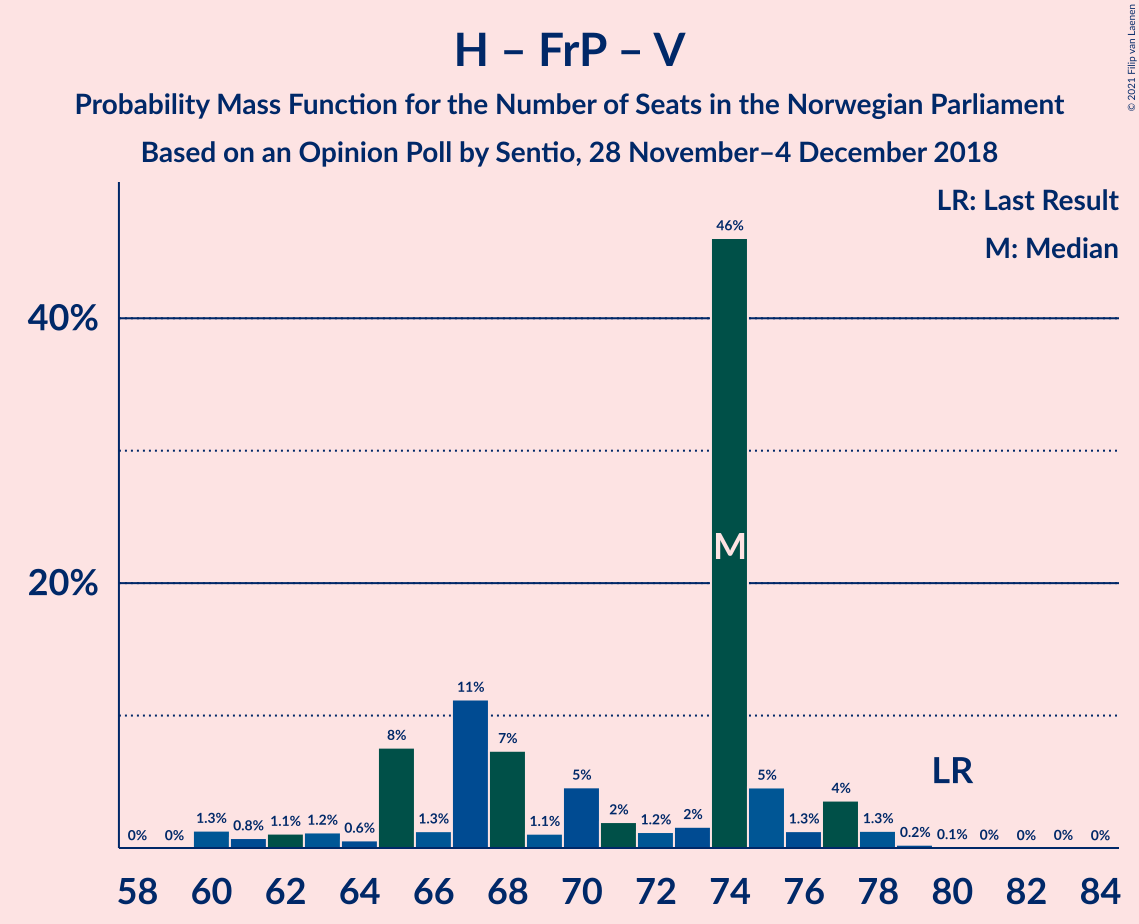 H – FrP – V
Probability Mass Function for the Number of Seats in the Norwegian Parliament
Based on an Opinion Poll by Sentio, 28 November–4 December 2018
© 2021 Filip van Laenen
LR: Last Result
M: Median
40%
20%
0% 0% 1.3% 0.8% 1.1% 1.2% 0.6% 8% 1.3% 11% 7% 1.1% 5% 2% 1.2% 2% 46% 5% 1.3% 4% 1.3% 0.2% 0.1% 0% 0% 0% 0%
M
LR
58 60 62 64 66 68 70 72 74 76 78 80 82 84